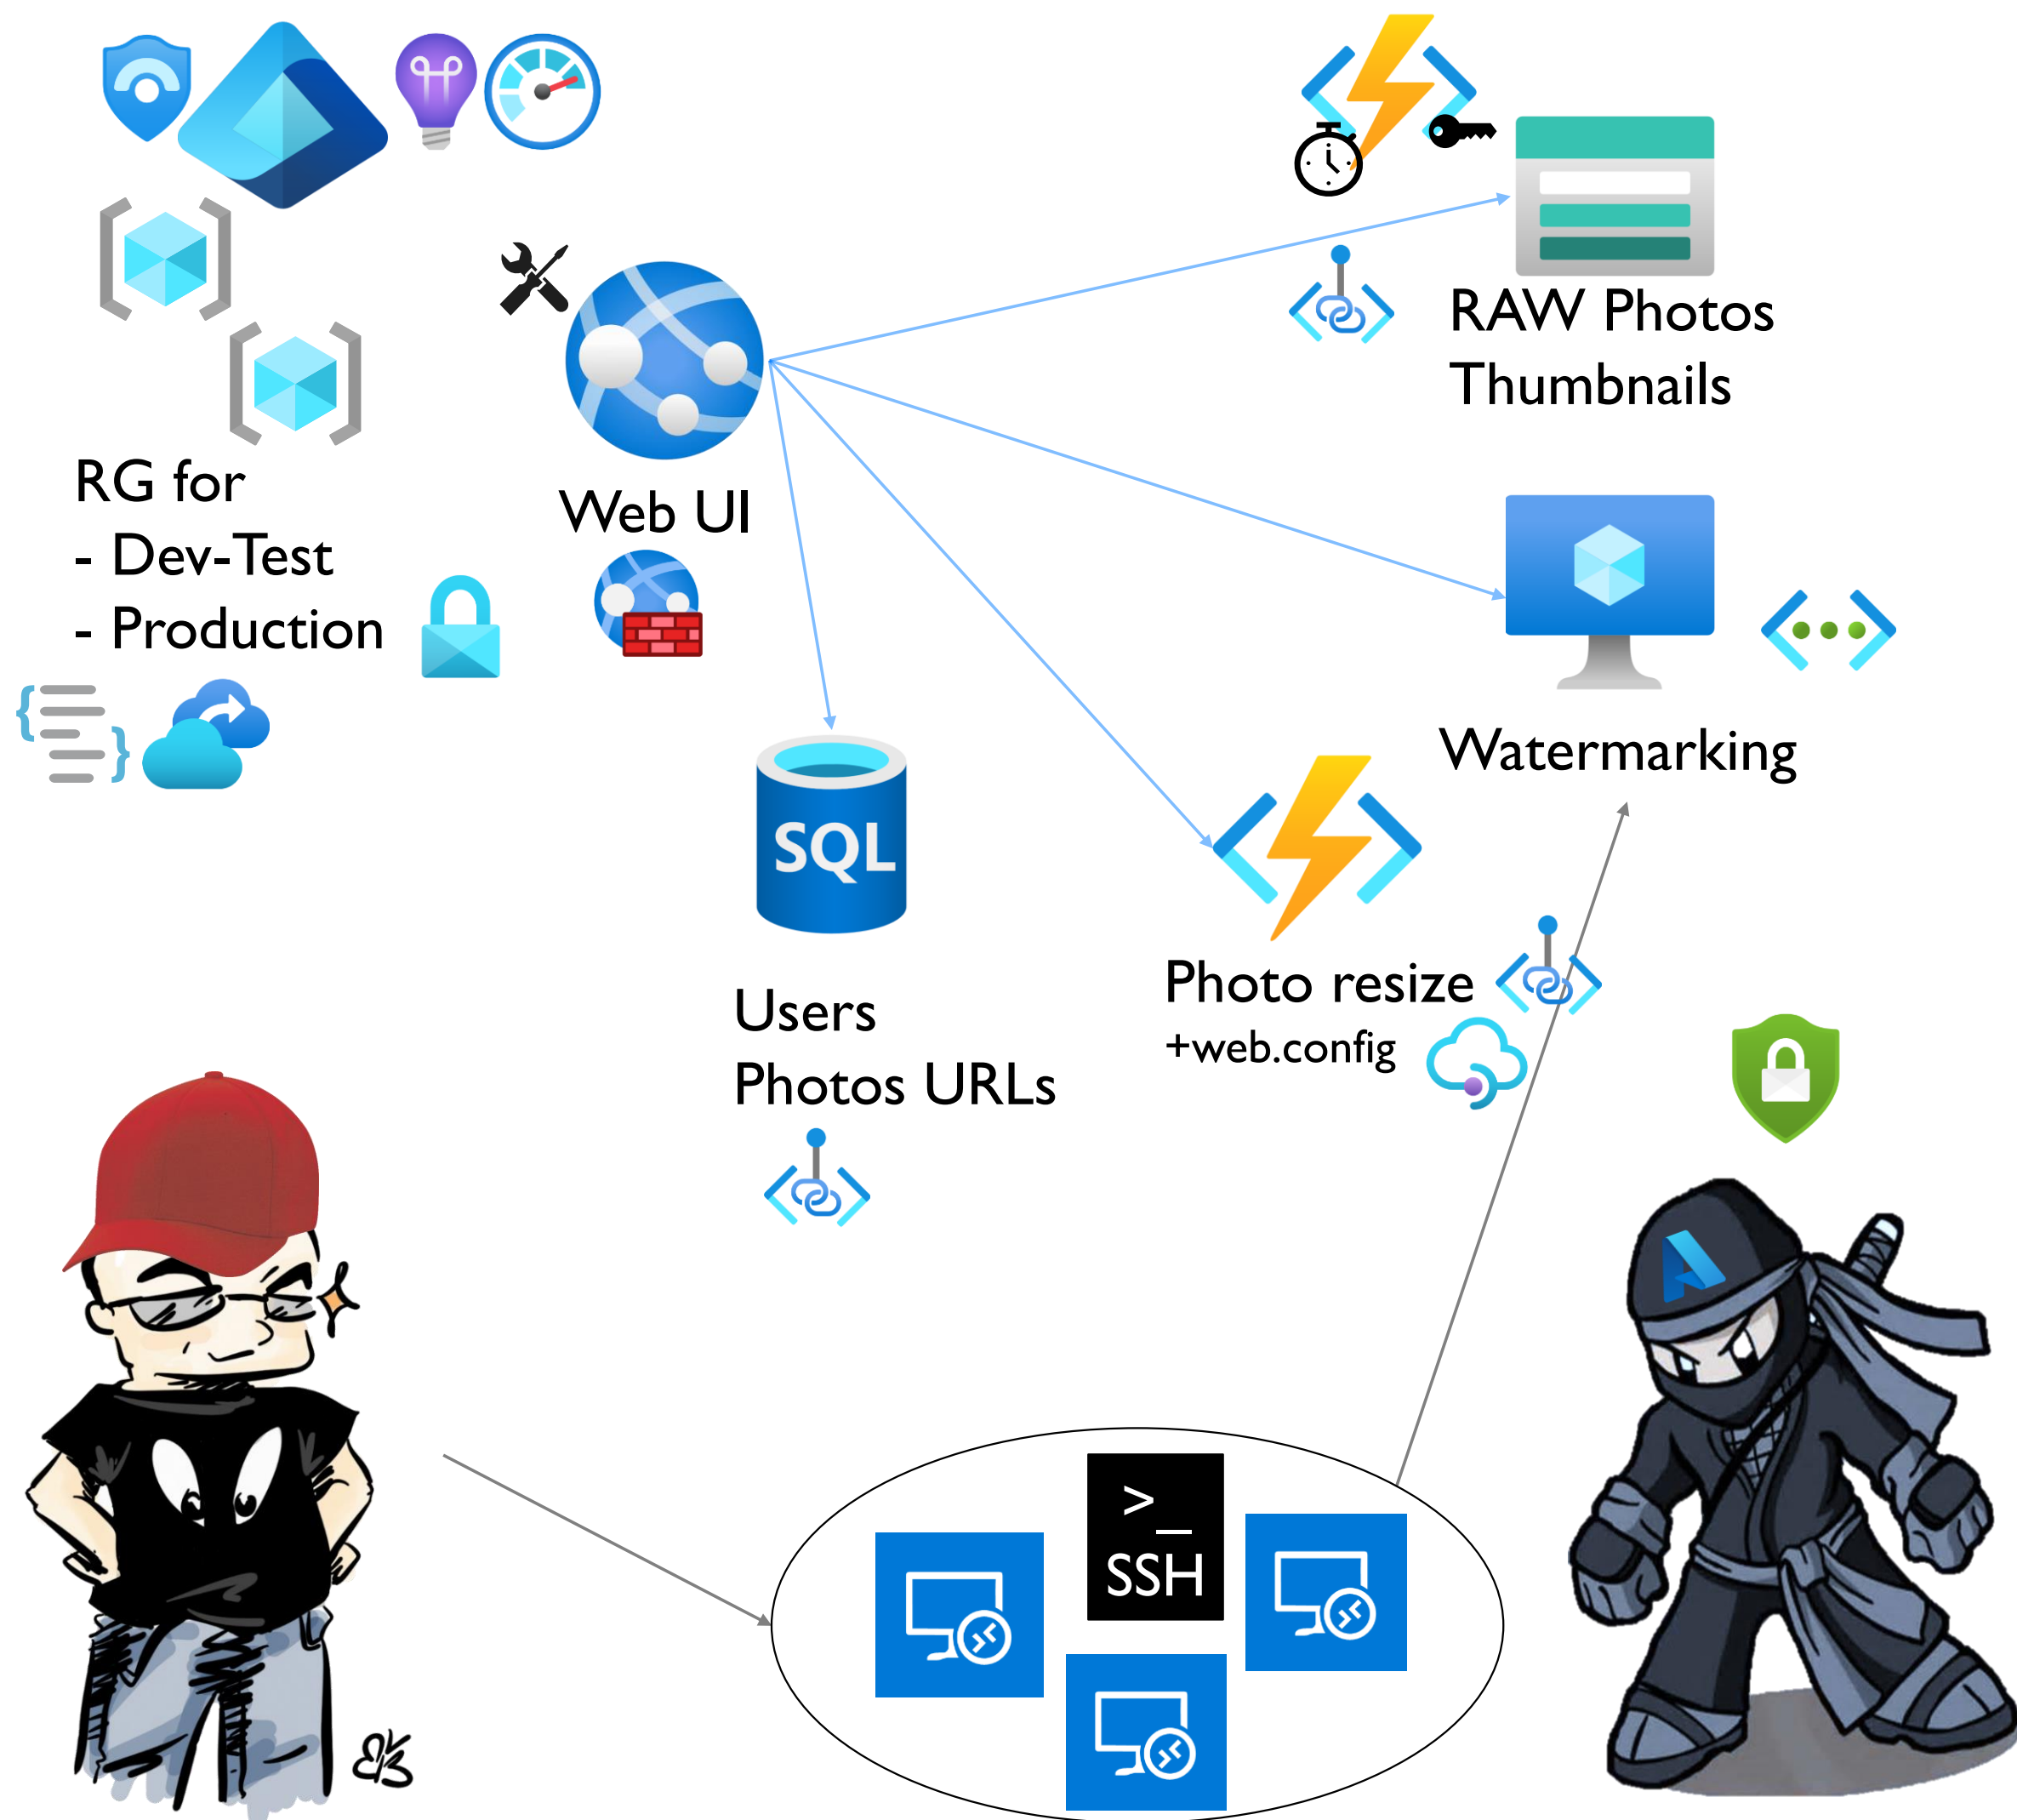 RAW Photos
Thumbnails
RG for
- Dev-Test
- Production
Web UI
Watermarking
SQL
Photo resize
+web.config
Users
Photos URLs
>_
SSH